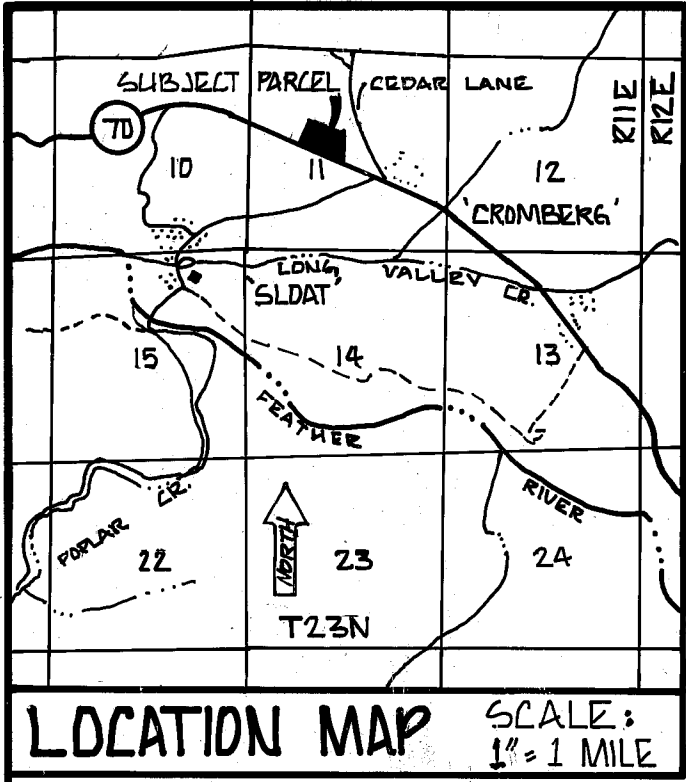 SUBJECT PARCEL
CEDAR LANE
R11E
R12E
70
10
11
12
'CROMBERG'
LONG VALLEY CR.
'SLOAT'
15
14
13
FEATHER RIVER
POPLAR CR.
22
NORTH
23
24
T23N
LOCATION MAP
SCALE:
1" = 1 MILE